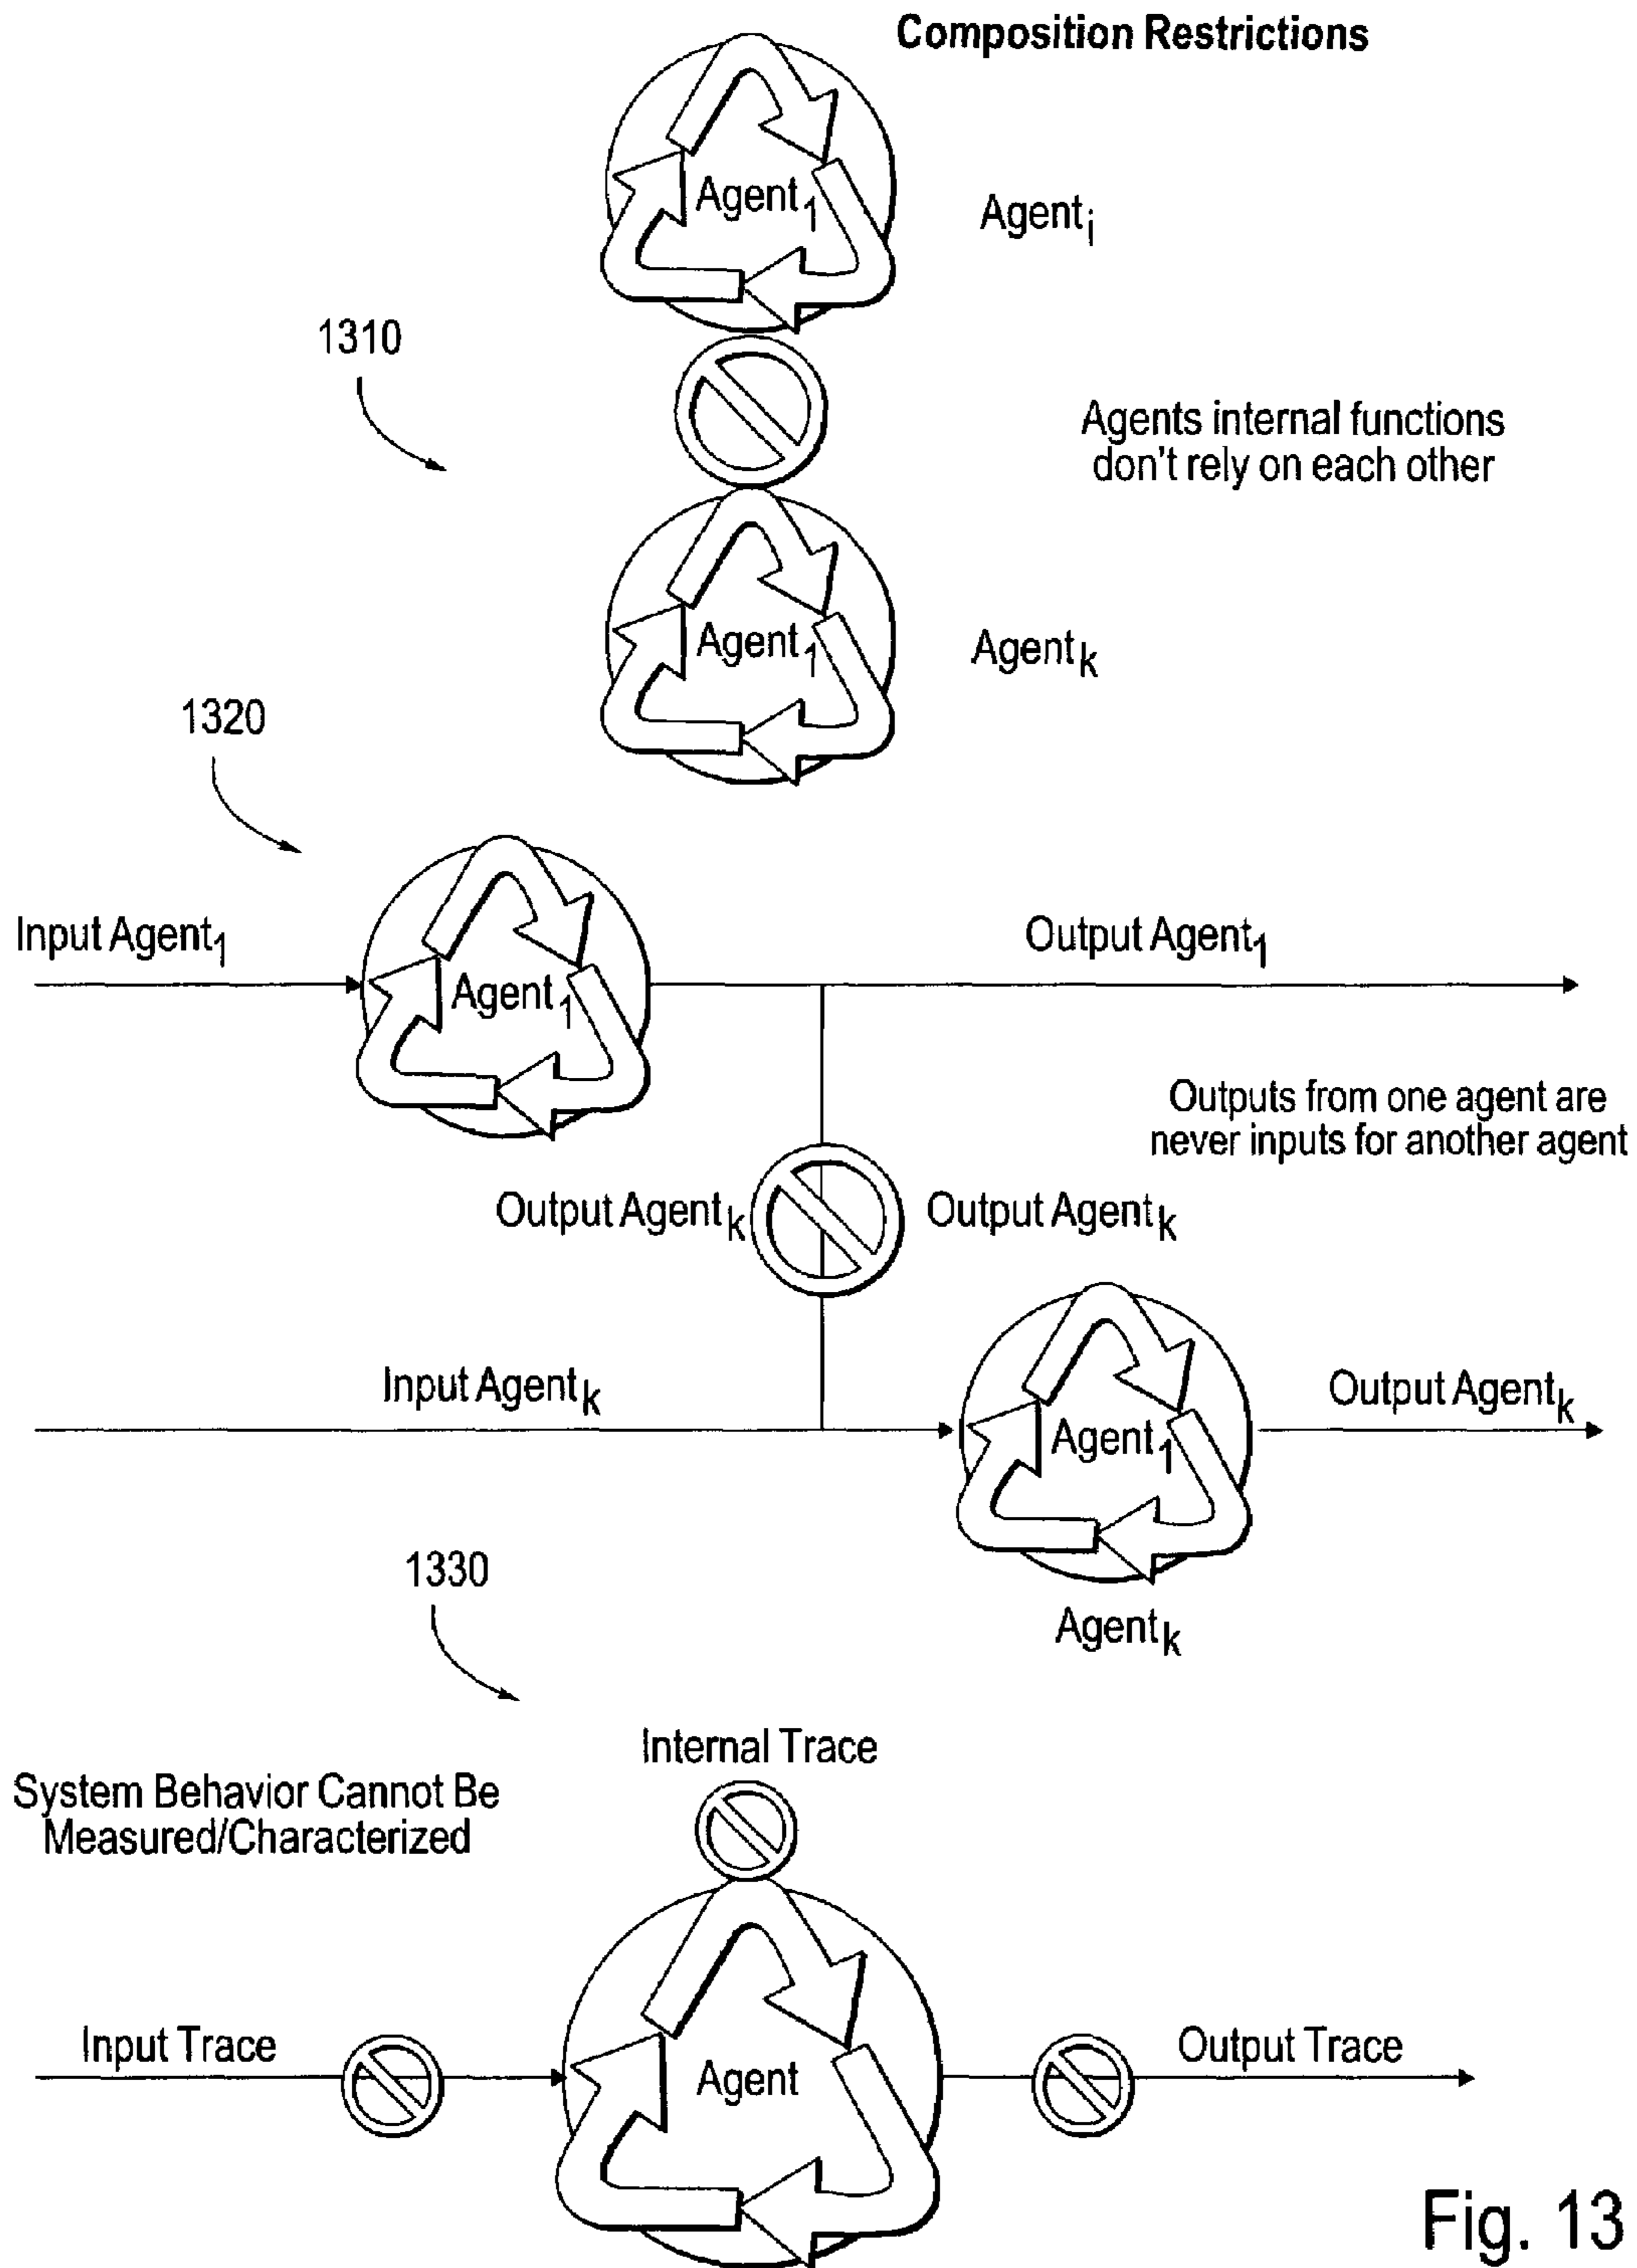 Composition Restrictions
Agent1
Agenti
1310
Agents internal functions
don't rely on each other
Agent1
Agentk
1320
Input Agent1
Agent1
Output Agent1
Outputs from one agent are
never inputs for another agent
Output Agentk
Output Agentk
Input Agentk
Agent1
Output Agentk
Agentk
1330
Internal Trace
System Behavior Cannot Be
Measured/Characterized
Input Trace
Agent
Output Trace
Fig. 13